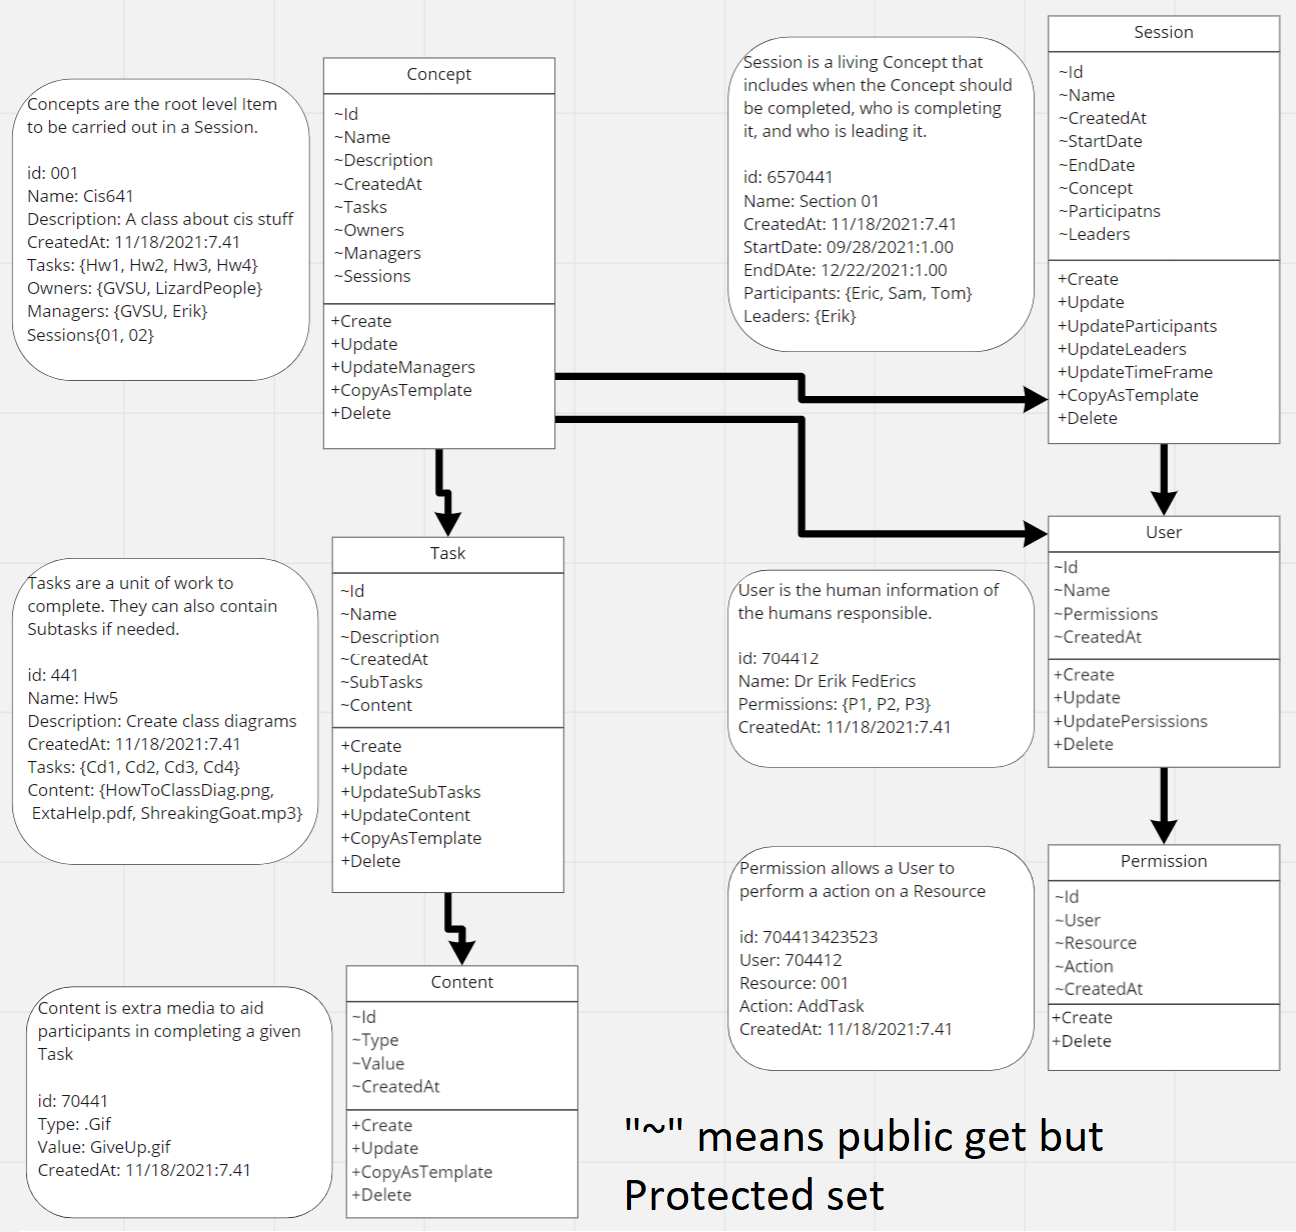 Concepts are the root level Item
to be carried out in a Session.
id: 001
Name: Cis641
Description: A class about cis stuff
CreatedAt: 11/18/2021:7.41
Tasks: {Hw1, Hw2, Hw3, Hw4}
Owners: {GVSU, LizardPeople}
Managers: {GVSU, Erik}
Sessions{01, 02}
Concept
~Id
~Name
~Description
~CreatedAt
~Tasks
~Owners
~Managers
~Sessions
+Create
+Update
+UpdateManagers
+CopyAsTemplate
+Delete
Session is a living Concept that
includes when the Concept should
be completed, who is completing
it, and who is leading it.
id: 6570441
Name: Section 01
CreatedAt: 11/18/2021:7.41
StartDate: 09/28/2021:1.00
EndDAte: 12/22/2021:1.00
Participants: {Eric, Sam, Tom}
Leaders: {Erik}
Session
~Id
~Name
~CreatedAt
~StartDate
~EndDate
~Concept
~Participatns
~Leaders
+Create
+Update
+UpdateParticipants
+UpdateLeaders
+UpdateTimeFrame
+CopyAsTemplate
+Delete
Tasks are a unit of work to
complete. They can also contain
Subtasks if needed.
id: 441
Name: Hw5
Description: Create class diagrams
CreatedAt: 11/18/2021:7.41
Tasks: {Cd1, Cd2, Cd3, Cd4}
Content: {HowToClassDiag.png,
ExtaHelp.pdf, ShreakingGoat.mp3}
Task
~Id
~Name
~Description
~CreatedAt
~SubTasks
~Content
+Create
+Update
+UpdateSubTasks
+UpdateContent
+CopyAsTemplate
+Delete
User is the human information of
the humans responsible.
id: 704412
Name: Dr Erik FedErics
Permissions: {P1, P2, P3}
CreatedAt: 11/18/2021:7.41
User
~Id
~Name
~Permissions
~CreatedAt
+Create
+Update
+UpdatePersissions
+Delete
Permission allows a User to
perform a action on a Resource
id: 704413423523
User: 704412
Resource: 001
Action: AddTask
CreatedAt: 11/18/2021:7.41
Permission
~Id
~User
~Resource
~Action
~CreatedAt
+Create
+Delete
Content is extra media to aid
participants in completing a given
Task
id: 70441
Type: .Gif
Value: GiveUp.gif
CreatedAt: 11/18/2021:7.41
Content
~Id
~Type
~Value
~CreatedAt
+Create
+Update
+CopyAsTemplate
+Delete
"~" means public get but
Protected set